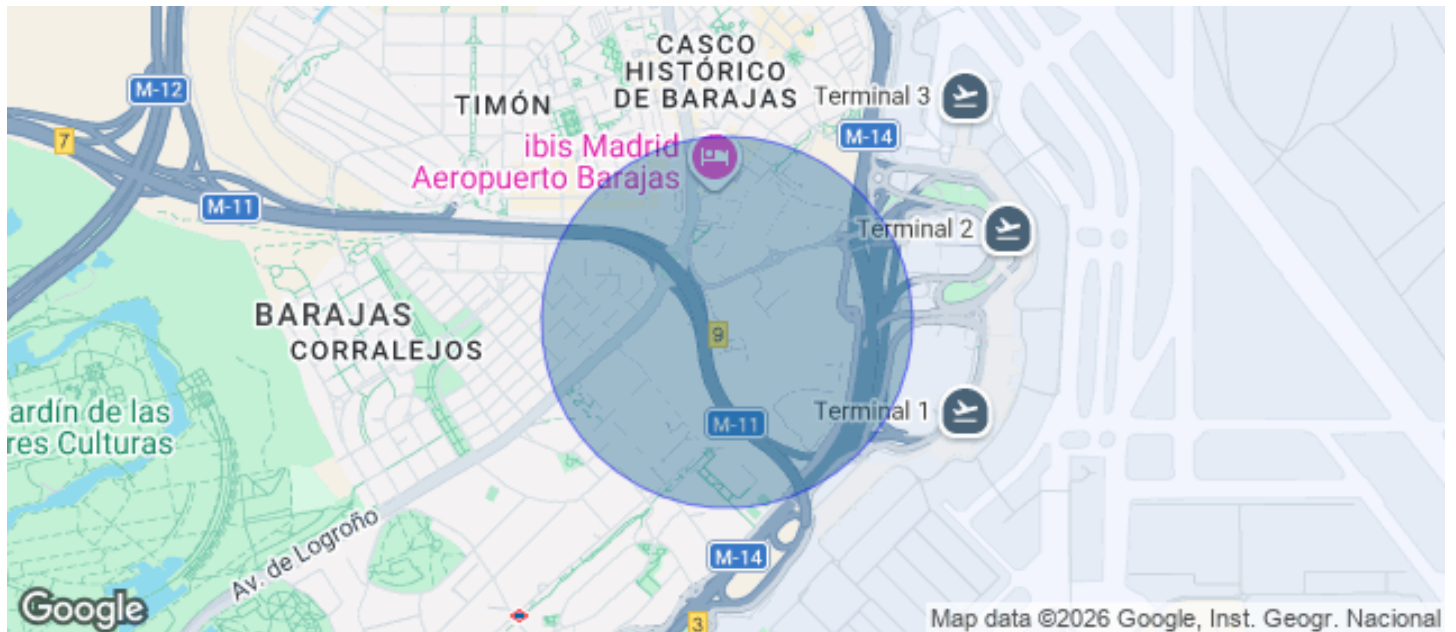 CASCO
HISTÓRICO
DE BARAJAS
M-12
TIMÓN
Terminal 3
7
M-14
ibis Madrid
Aeropuerto Barajas
M-11
Terminal 2
BARAJAS
CORRALEJOS
9
ardín de las
res Culturas
M-11
Terminal 1
Av. de Logroño
M-14
3
Google
Map data ©2026 Google, Inst. Geogr. Nacional